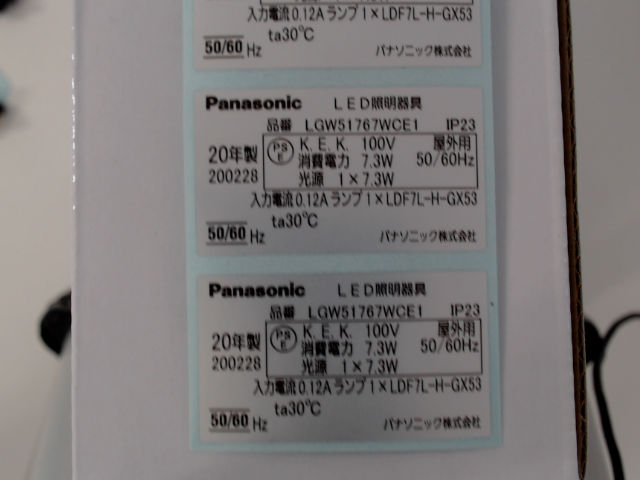 入力電流0.12A ランプ1×LDF7L-H-GX53
ta30℃
50/60 Hz
パナソニック株式会社
Panasonic LED照明器具
品番 LGW51767WCE1 IP23
20年製
200228
PS E
K.E.K. 100V 屋外用
消費電力 7.3W 50/60Hz
光源 1×7.3W
入力電流0.12A ランプ1×LDF7L-H-GX53
ta30℃
50/60 Hz
パナソニック株式会社
Panasonic LED照明器具
品番 LGW51767WCE1 IP23
20年製
200228
PS E
K.E.K. 100V 屋外用
消費電力 7.3W 50/60Hz
光源 1×7.3W
入力電流0.12A ランプ1×LDF7L-H-GX53
ta30℃
50/60 Hz
パナソニック株式会社